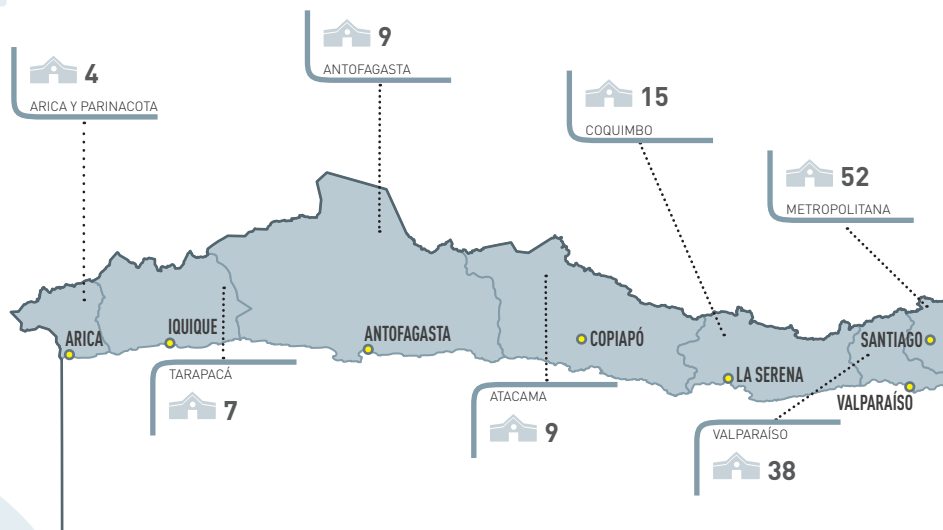 4
ARICA Y PARINACOTA
9
ANTOFAGASTA
15
COQUIMBO
52
METROPOLITANA
ARICA
IQUIQUE
ANTOFAGASTA
COPIAPÓ
LA SERENA
SANTIAGO
VALPARAÍSO
TARAPACÁ
7
ATACAMA
9
VALPARAÍSO
38